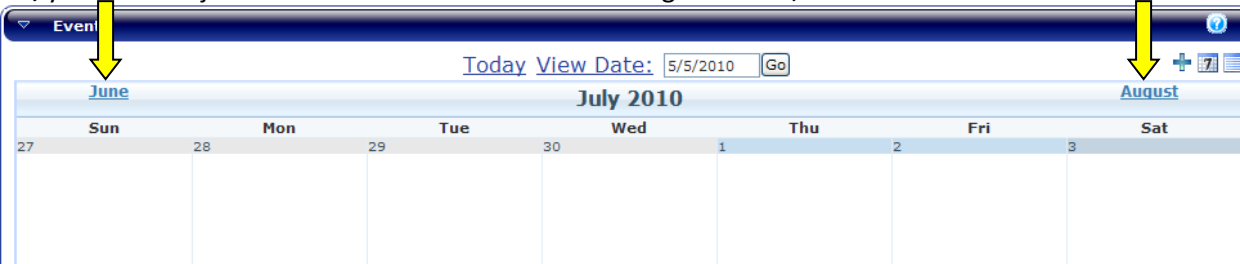 Event
Today View Date: 5/5/2010 Go
7
June July 2010 August
Sun Mon Tue Wed Thu Fri Sat
27 28 29 30 1 2 3